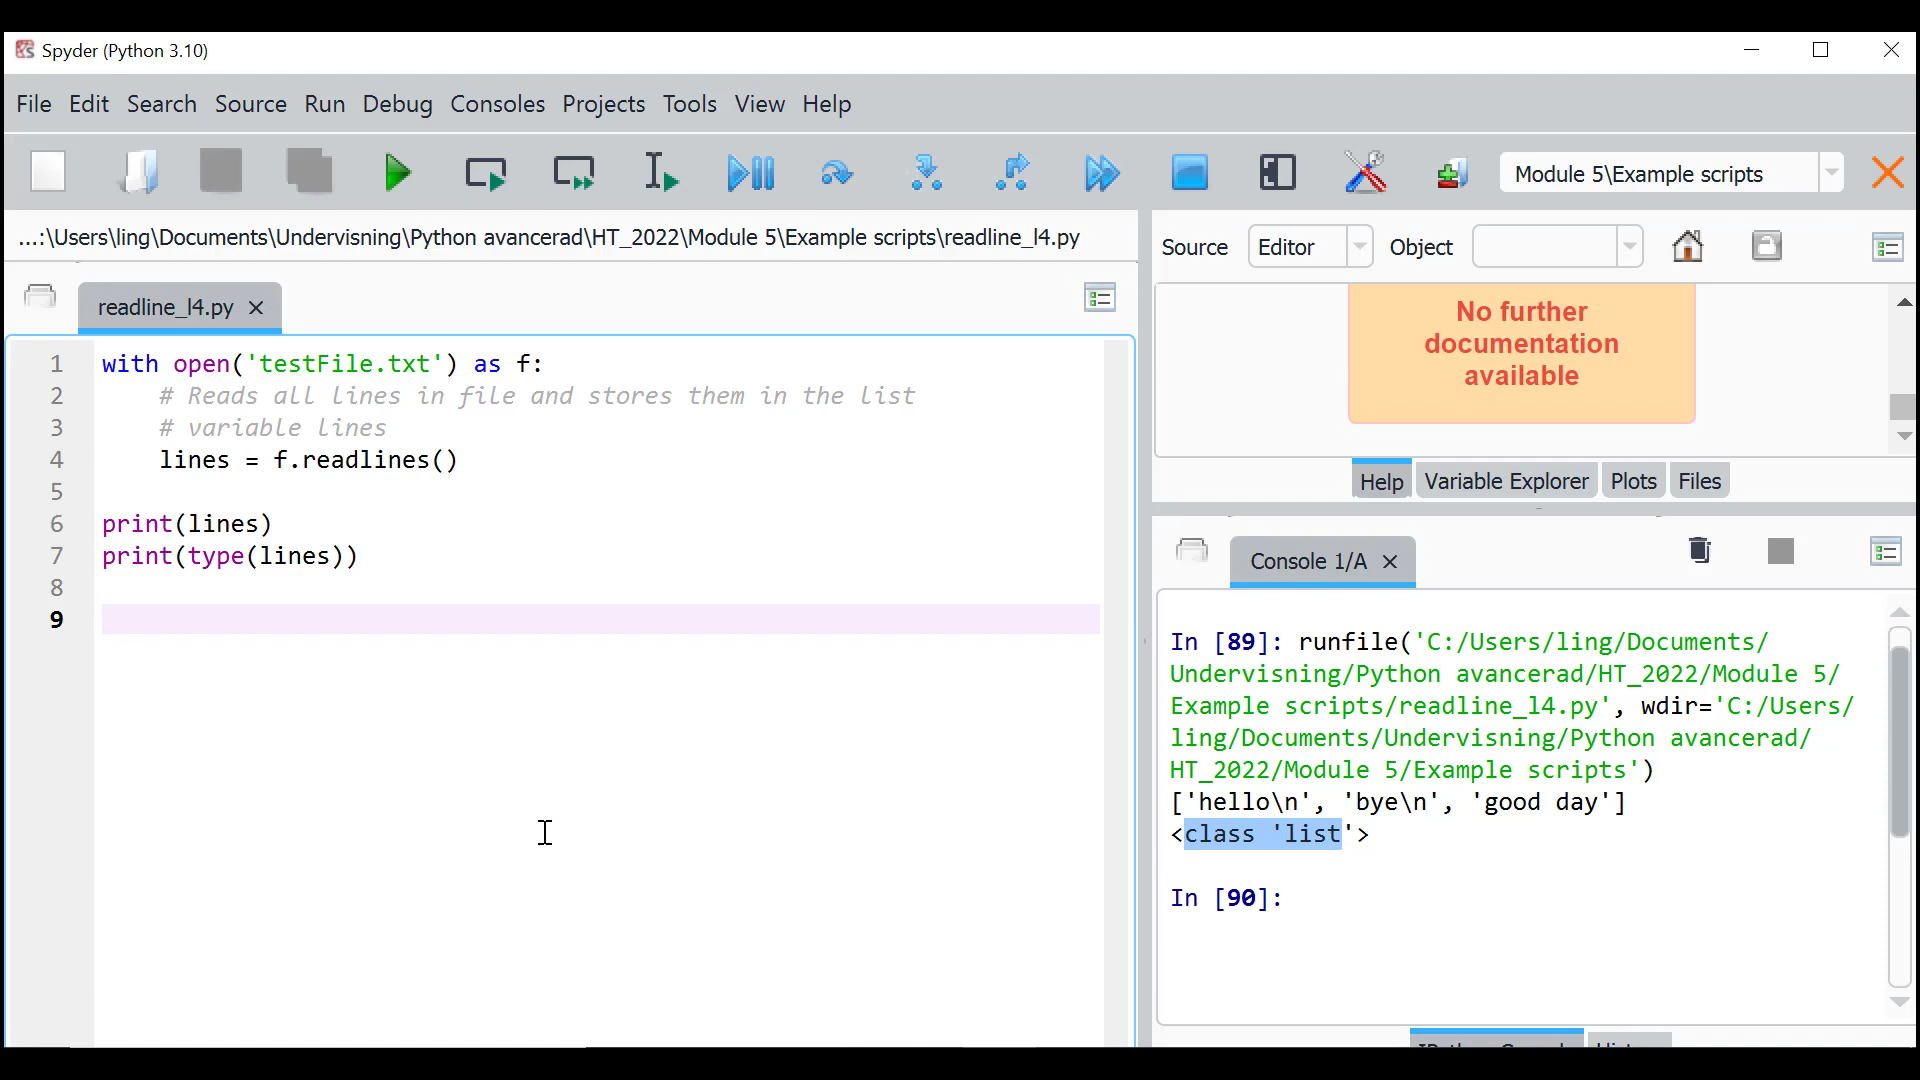 Spyder (Python 3.10)
File Edit Search Source Run Debug Consoles Projects Tools View Help
Module 5\Example scripts
...:\Users\ling\Documents\Undervisning\Python avancerad\HT_2022\Module 5\Example scripts\readline_l4.py
readline_l4.py
1 with open('testFile.txt') as f:
2 # Reads all lines in file and stores them in the list
3 # variable lines
4 lines = f.readlines()
5
6 print(lines)
7 print(type(lines))
8
9
Source Editor Object
No further
documentation
available
Help Variable Explorer Plots Files
Console 1/A
In [89]: runfile('C:/Users/ling/Documents/
Undervisning/Python avancerad/HT_2022/Module 5/
Example scripts/readline_l4.py', wdir='C:/Users/
ling/Documents/Undervisning/Python avancerad/
HT_2022/Module 5/Example scripts')
['hello\n', 'bye\n', 'good day']
<class 'list'>
In [90]: